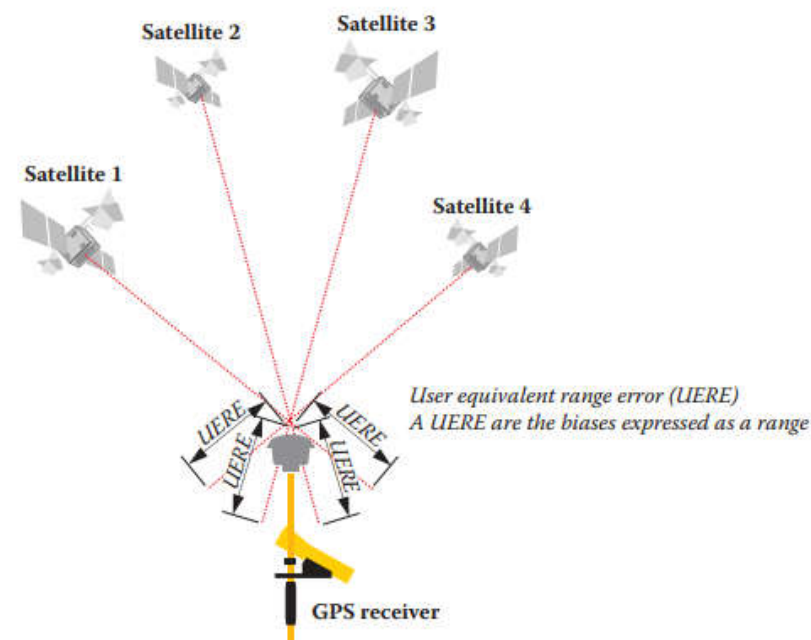 Satellite 2
Satellite 3
Satellite 1
Satellite 4
User equivalent range error (UERE)
A UERE are the biases expressed as a range
UERE
UERE
UERE
UERE
GPS receiver